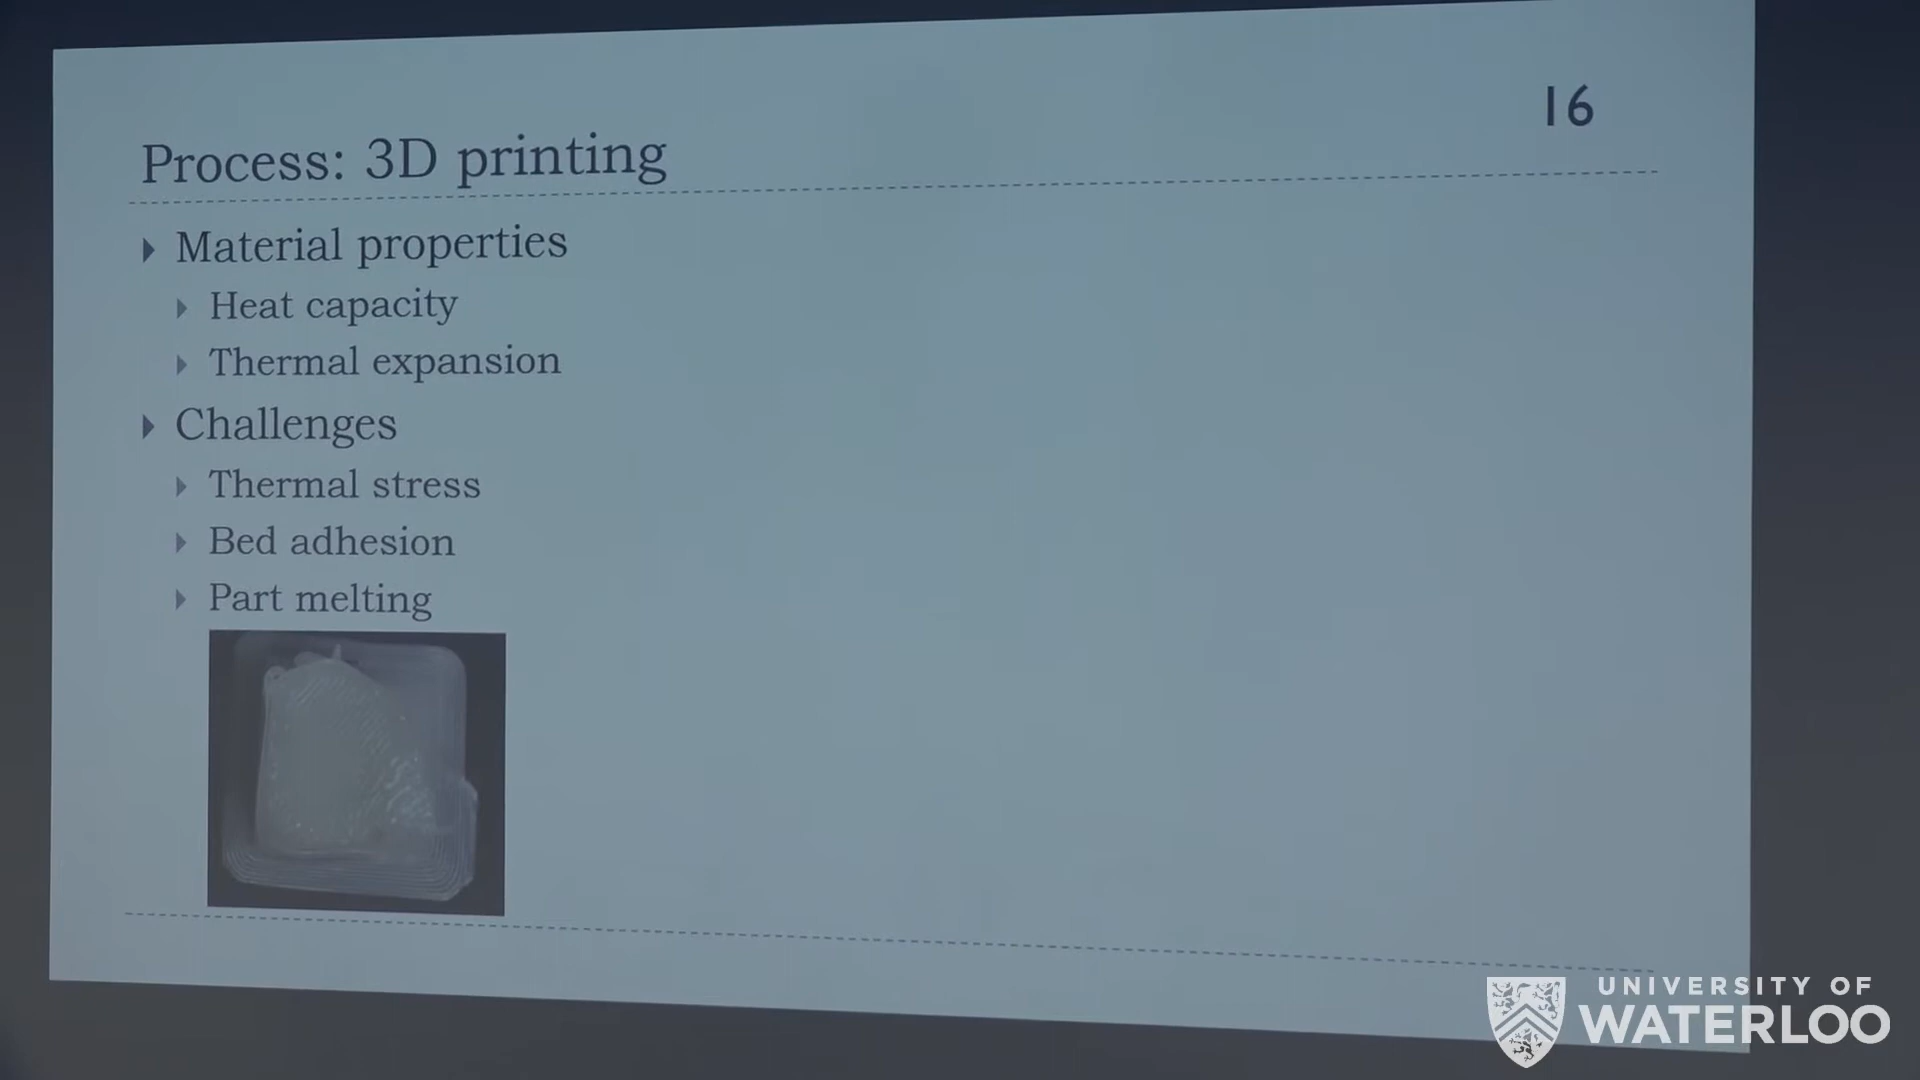 16
Process: 3D printing
Material properties
Heat capacity
Thermal expansion
Challenges
Thermal stress
Bed adhesion
Part melting
UNIVERSITY OF
WATERLOO